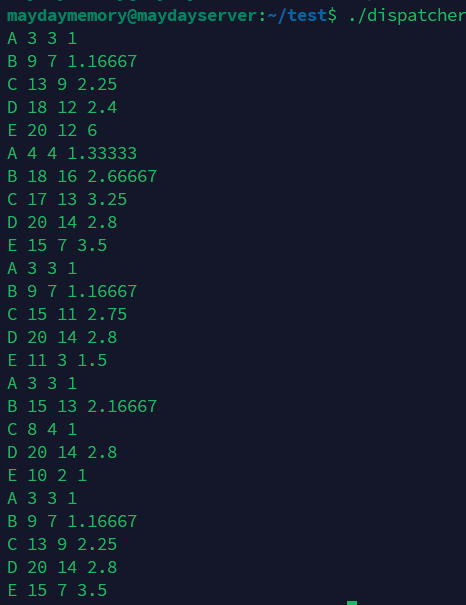 maydaymemory@maydayserver:~/test$ ./dispatcher
A 3 3 1
B 9 7 1.16667
C 13 9 2.25
D 18 12 2.4
E 20 12 6
A 4 4 1.33333
B 18 16 2.66667
C 17 13 3.25
D 20 14 2.8
E 15 7 3.5
A 3 3 1
B 9 7 1.16667
C 15 11 2.75
D 20 14 2.8
E 11 3 1.5
A 3 3 1
B 15 13 2.16667
C 8 4 1
D 20 14 2.8
E 10 2 1
A 3 3 1
B 9 7 1.16667
C 13 9 2.25
D 20 14 2.8
E 15 7 3.5